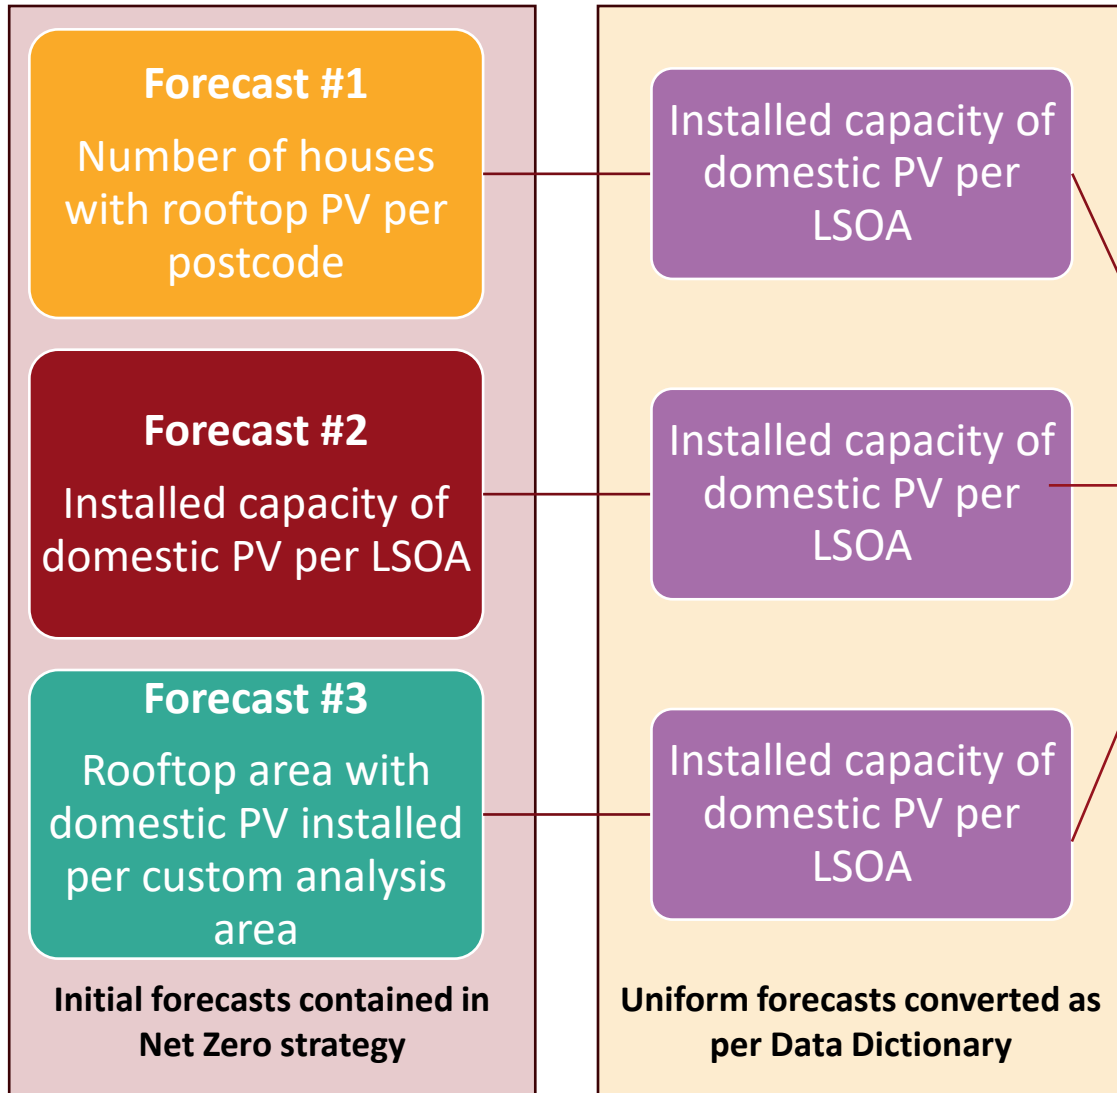 Forecast #1
Number of houses
with rooftop PV per
postcode
Forecast #2
Installed capacity of
domestic PV per LSOA
Forecast #3
Rooftop area with
domestic PV installed
per custom analysis
area
Initial forecasts contained in
Net Zero strategy
Installed capacity of
domestic PV per
LSOA
Installed capacity of
domestic PV per
LSOA
Installed capacity of
domestic PV per
LSOA
Uniform forecasts converted as
per Data Dictionary